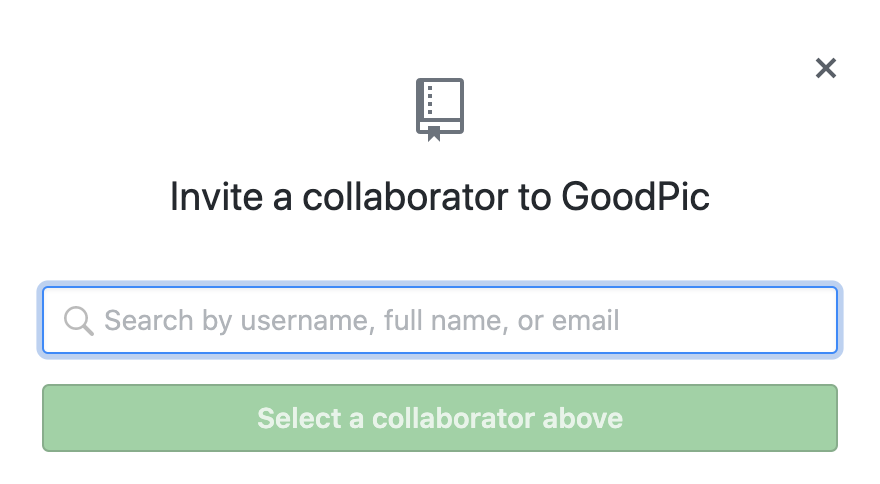 Invite a collaborator to GoodPic
Search by username, full name, or email
Select a collaborator above